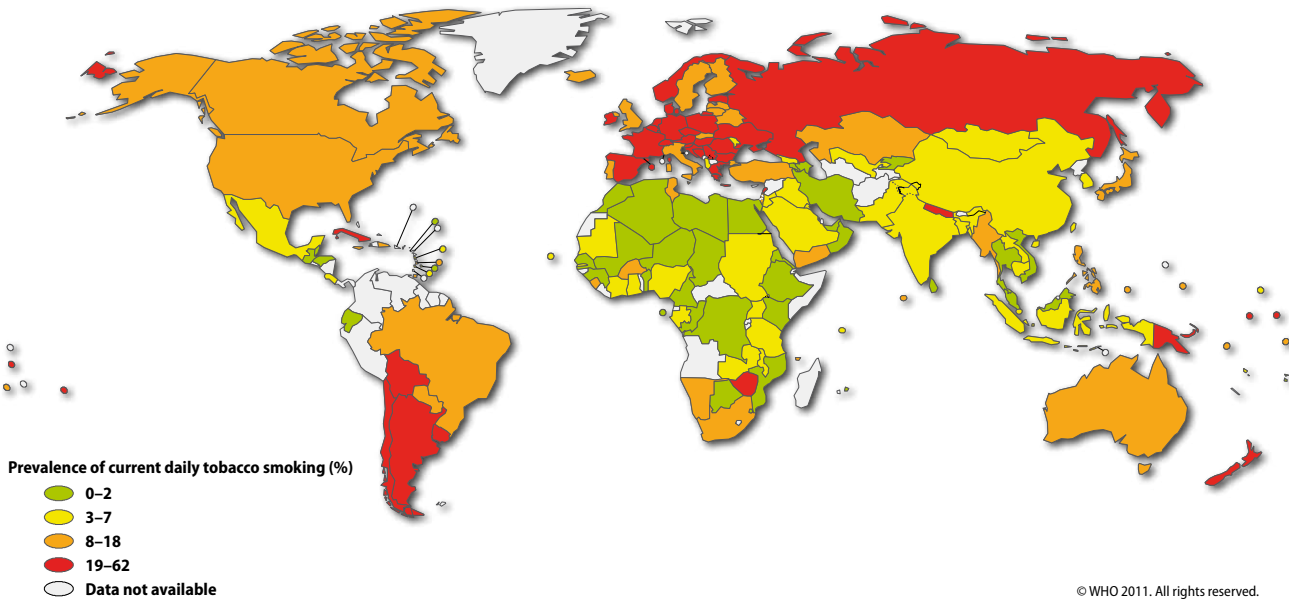 Prevalence of current daily tobacco smoking (%)
0–2
3–7
8–18
19–62
Data not available
© WHO 2011. All rights reserved.